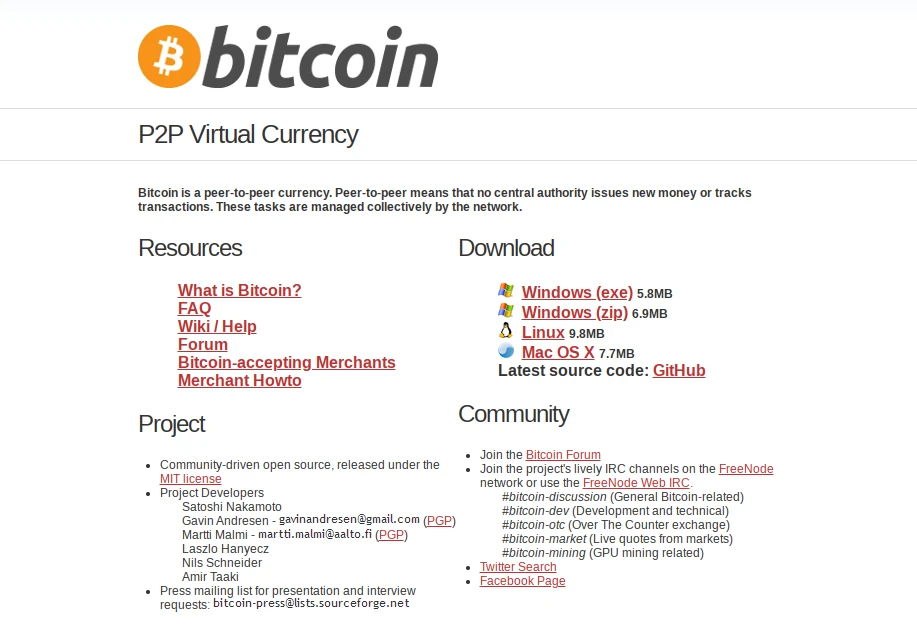 bitcoin
P2P Virtual Currency
Bitcoin is a peer-to-peer currency. Peer-to-peer means that no central authority issues new money or tracks
transactions. These tasks are managed collectively by the network.
Resources
What is Bitcoin?
FAQ
Wiki / Help
Forum
Bitcoin-accepting Merchants
Merchant Howto
Project
Community-driven open source, released under the
MIT license
Project Developers
Satoshi Nakamoto
Gavin Andresen - gavinandresen@gmail.com (PGP)
Martti Malmi - martti.malmi@aalto.fi (PGP)
Laszlo Hanyecz
Nils Schneider
Amir Taaki
Press mailing list for presentation and interview
requests: bitcoin-press@lists.sourceforge.net
Download
Windows (exe) 5.8MB
Windows (zip) 6.9MB
Linux 9.8MB
Mac OS X 7.7MB
Latest source code: GitHub
Community
Join the Bitcoin Forum
Join the project's lively IRC channels on the FreeNode
network or use the FreeNode Web IRC.
#bitcoin-discussion (General Bitcoin-related)
#bitcoin-dev (Development and technical)
#bitcoin-otc (Over The Counter exchange)
#bitcoin-market (Live quotes from markets)
#bitcoin-mining (GPU mining related)
Twitter Search
Facebook Page